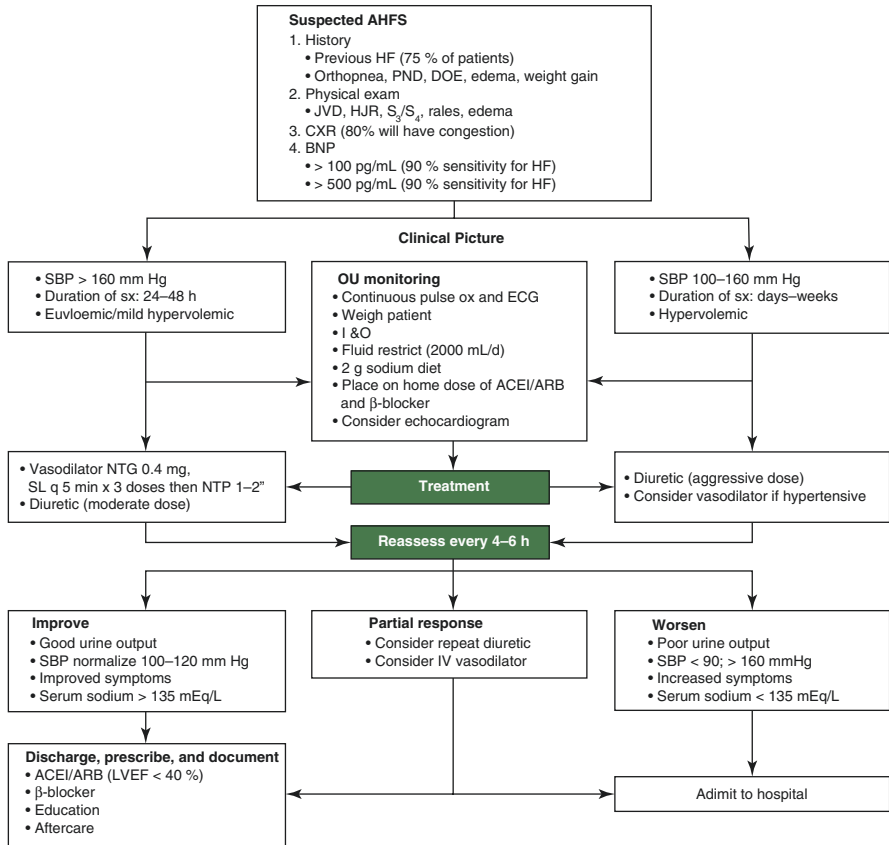 Suspected AHFS
1. History
• Previous HF (75 % of patients)
• Orthopnea, PND, DOE, edema, weight gain
2. Physical exam
• JVD, HJR, S3/S4, rales, edema
3. CXR (80% will have congestion)
4. BNP
• > 100 pg/mL (90 % sensitivity for HF)
• > 500 pg/mL (90 % sensitivity for HF)
Clinical Picture
• SBP > 160 mm Hg
• Duration of sx: 24–48 h
• Euvloemic/mild hypervolemic
OU monitoring
• Continuous pulse ox and ECG
• Weigh patient
• I &O
• Fluid restrict (2000 mL/d)
• 2 g sodium diet
• Place on home dose of ACEI/ARB
and β-blocker
• Consider echocardiogram
• SBP 100–160 mm Hg
• Duration of sx: days–weeks
• Hypervolemic
• Vasodilator NTG 0.4 mg,
SL q 5 min x 3 doses then NTP 1–2”
• Diuretic (moderate dose)
Treatment
• Diuretic (aggressive dose)
• Consider vasodilator if hypertensive
Reassess every 4–6 h
Improve
• Good urine output
• SBP normalize 100–120 mm Hg
• Improved symptoms
• Serum sodium > 135 mEq/L
Partial response
• Consider repeat diuretic
• Consider IV vasodilator
Worsen
• Poor urine output
• SBP < 90; > 160 mmHg
• Increased symptoms
• Serum sodium < 135 mEq/L
Discharge, prescribe, and document
• ACEI/ARB (LVEF < 40 %)
• β-blocker
• Education
• Aftercare
Adimit to hospital